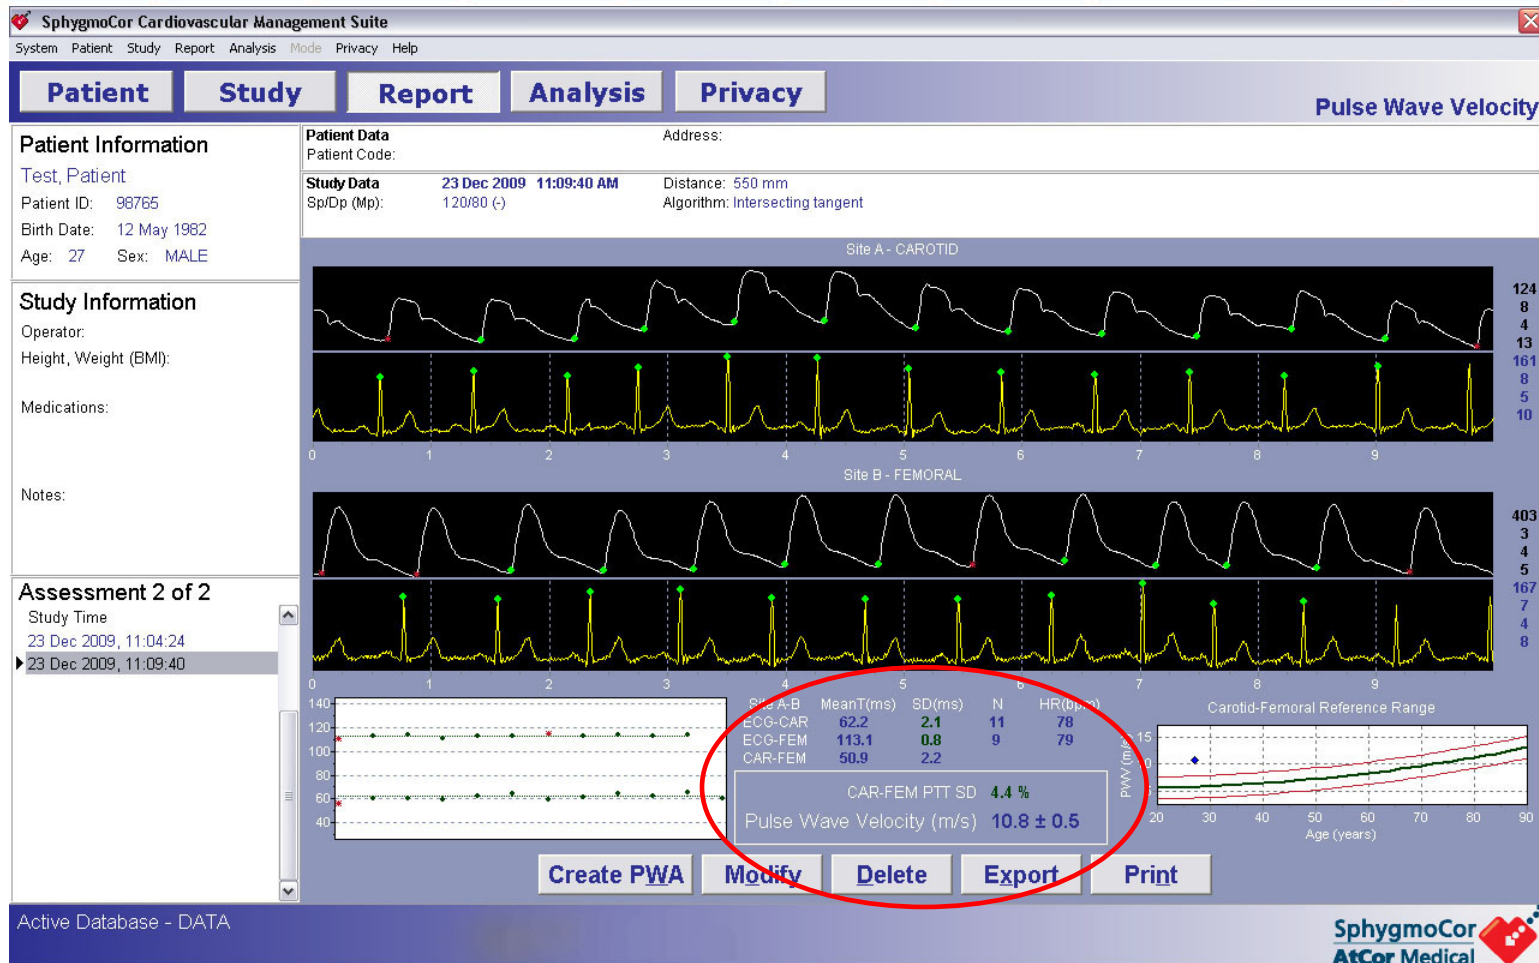 SphygmoCor Cardiovascular Management Suite
System Patient Study Report Analysis Mode Privacy Help
Patient Study Report Analysis Privacy
Pulse Wave Velocity
Patient Information
Test, Patient
Patient ID: 98765
Birth Date: 12 May 1982
Age: 27 Sex: MALE
Patient Data Address:
Patient Code:
Study Data 23 Dec 2009 11:09:40 AM Distance: 550 mm
Sp/Dp (Mp): 120/80 (-) Algorithm: Intersecting tangent
Study Information
Operator:
Height, Weight (BMI):
Medications:
Notes:
Assessment 2 of 2
Study Time
23 Dec 2009, 11:04:24
23 Dec 2009, 11:09:40
Site A - CAROTID
124
8
4
13
161
8
5
10
0 1 2 3 4 5 6 7 8 9
Site B - FEMORAL
403
3
4
5
167
7
4
8
0 1 2 3 4 5 6 7 8 9
140
120
100
80
60
40
Site A-B MeanT(ms) SD(ms) N HR(bpm)
ECG-CAR 62.2 2.1 11 78
ECG-FEM 113.1 0.8 9 79
CAR-FEM 50.9 2.2
CAR-FEM PTT SD 4.4 %
Pulse Wave Velocity (m/s) 10.8 ± 0.5
Carotid-Femoral Reference Range
PWV (m/s)
15
20 30 40 50 60 70 80 90
Age (years)
Create PWA Modify Delete Export Print
Active Database - DATA
SphygmoCor
AtCor Medical